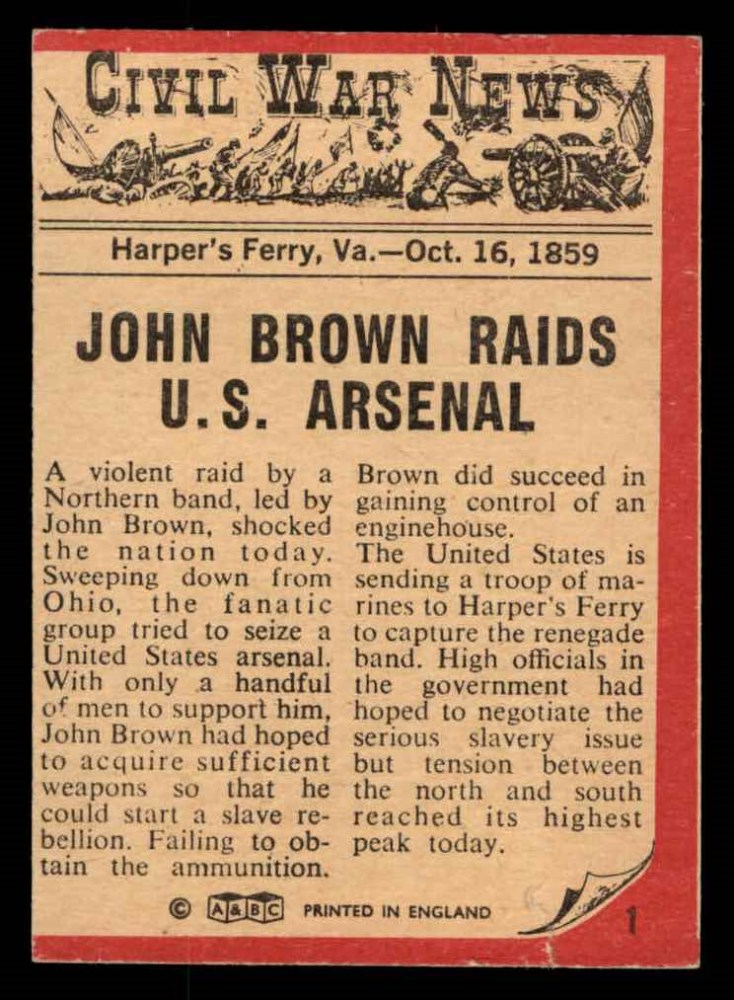 CIVIL WAR NEWS
Harper's Ferry, Va.—Oct. 16, 1859
JOHN BROWN RAIDS
U.S. ARSENAL
A violent raid by a
Northern band, led by
John Brown, shocked
the nation today.
Sweeping down from
Ohio, the fanatic
group tried to seize a
United States arsenal.
With only a handful
of men to support him,
John Brown had hoped
to acquire sufficient
weapons so that he
could start a slave re-
bellion. Failing to ob-
tain the ammunition.
Brown did succeed in
gaining control of an
enginehouse.
The United States is
sending a troop of ma-
rines to Harper's Ferry
to capture the renegade
band. High officials in
the government had
hoped to negotiate the
serious slavery issue
but tension between
the north and south
reached its highest
peak today.
© A&BC PRINTED IN ENGLAND
1